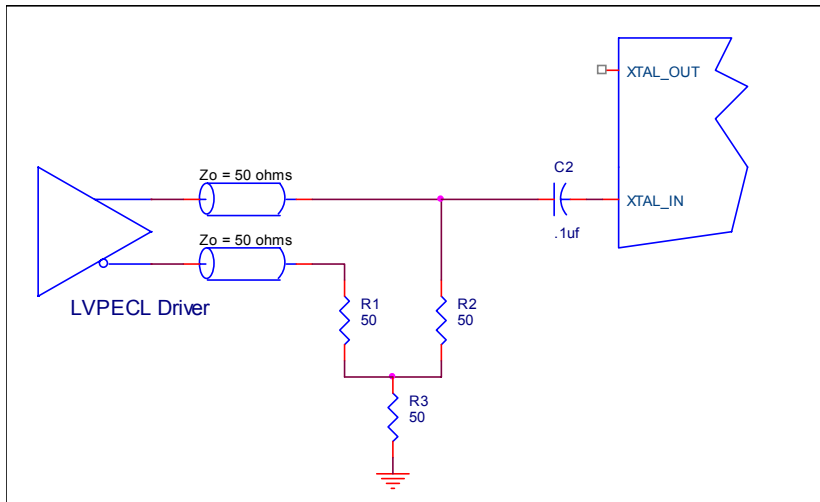 XTAL_OUT
Zo = 50 ohms
C2
XTAL_IN
.1uf
Zo = 50 ohms
LVPECL Driver
R1
50
R2
50
R3
50